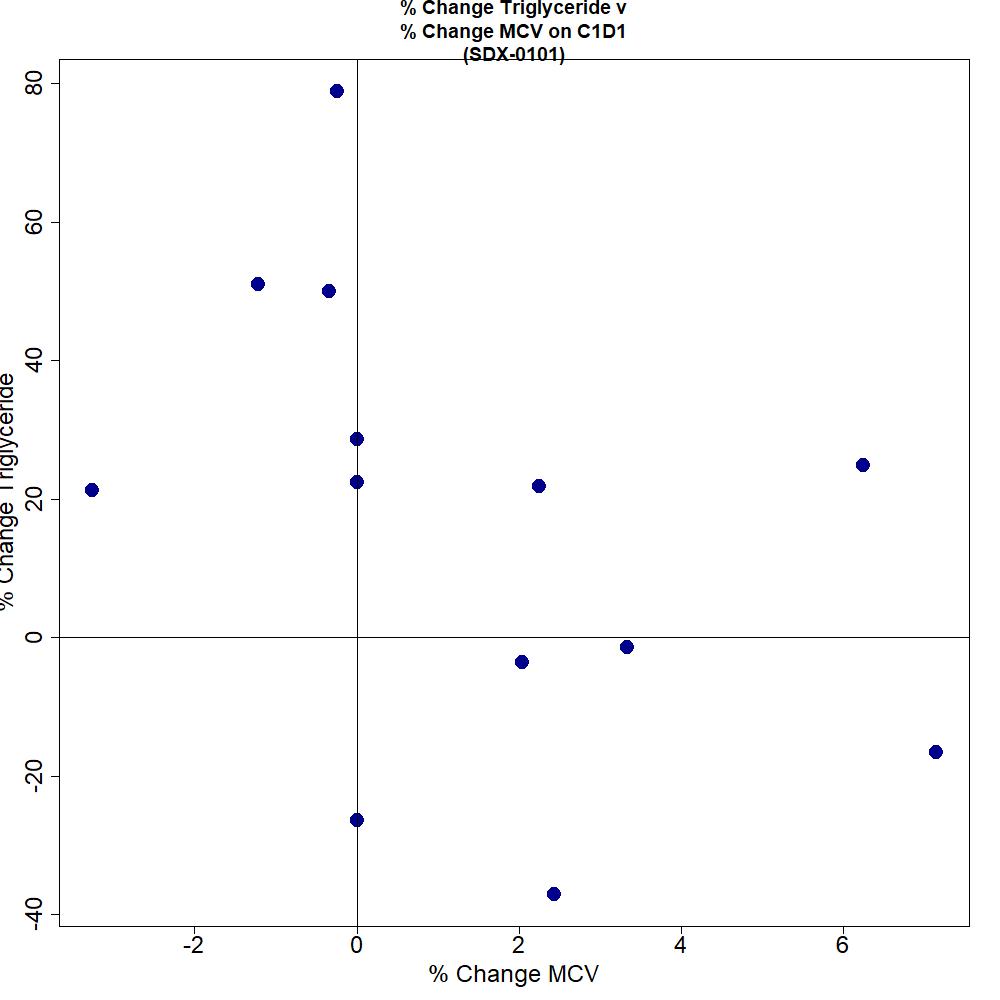 % Change Triglyceride v
% Change MCV on C1D1
(SDX-0101)
80
60
40
20
0
-20
-40
% Change Triglyceride
-2
0
2
4
6
% Change MCV